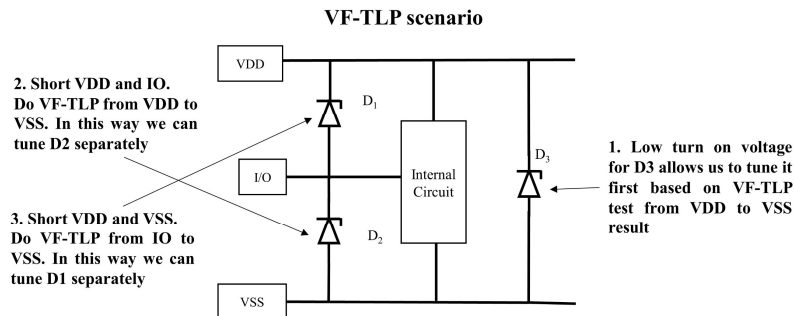 VF-TLP scenario
VDD
2. Short VDD and IO.
Do VF-TLP from VDD to
VSS. In this way we can
tune D2 separately
D1
I/O
Internal
Circuit
D3
1. Low turn on voltage
for D3 allows us to tune it
first based on VF-TLP
test from VDD to VSS
result
3. Short VDD and VSS.
Do VF-TLP from IO to
VSS. In this way we can
tune D1 separately
D2
VSS